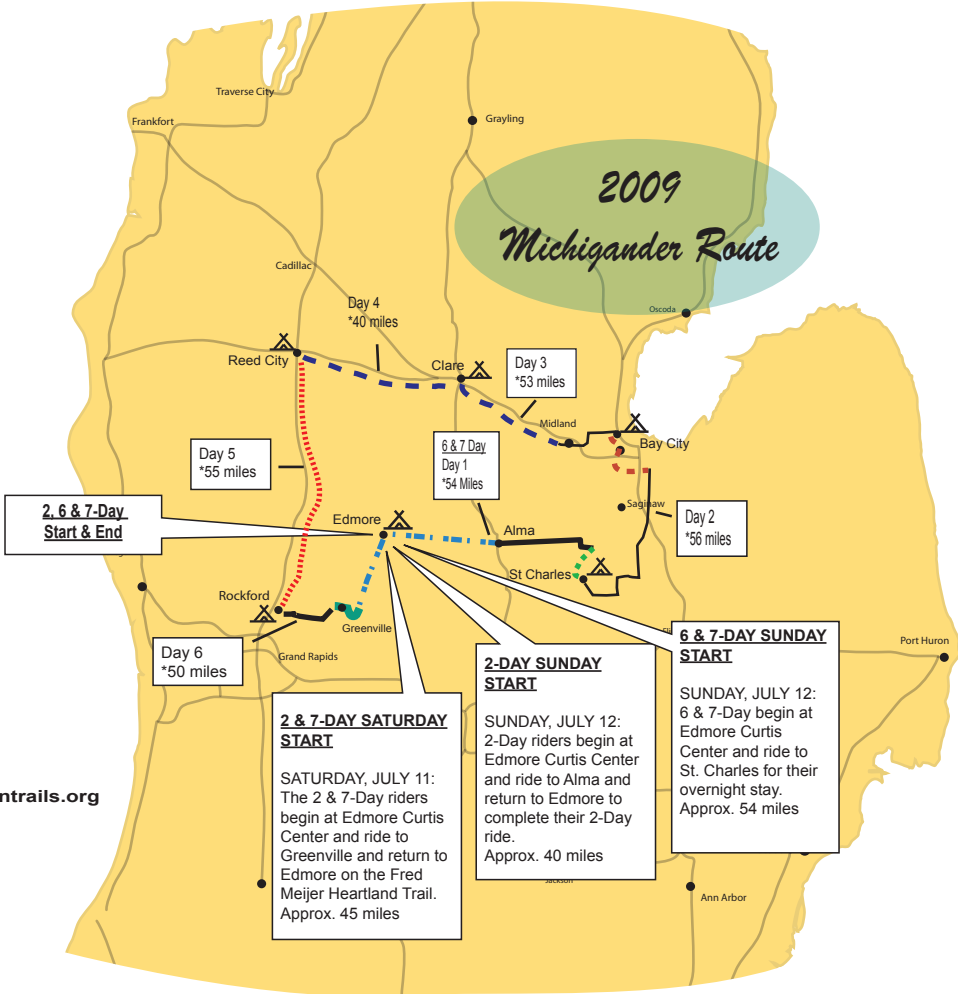 Traverse City
Frankfort
Grayling
2009
Michigander Route
Cadillac
Oscoda
Day 4
*40 miles
Reed City
Clare
Day 3
*53 miles
Midland
Bay City
6 & 7 Day
Day 1
*54 Miles
Day 5
*55 miles
Saginaw
Day 2
*56 miles
2, 6 & 7-Day
Start & End
Edmore
Alma
St Charles
Rockford
Greenville
Grand Rapids
Day 6
*50 miles
Port Huron
2 & 7-DAY SATURDAY
START
SATURDAY, JULY 11:
The 2 & 7-Day riders
begin at Edmore Curtis
Center and ride to
Greenville and return to
Edmore on the Fred
Meijer Heartland Trail.
Approx. 45 miles
2-DAY SUNDAY
START
SUNDAY, JULY 12:
2-Day riders begin at
Edmore Curtis Center
and ride to Alma and
return to Edmore to
complete their 2-Day
ride.
Approx. 40 miles
6 & 7-DAY SUNDAY
START
SUNDAY, JULY 12:
6 & 7-Day begin at
Edmore Curtis
Center and ride to
St. Charles for their
overnight stay.
Approx. 54 miles
ntrails.org
Jackson
Ann Arbor